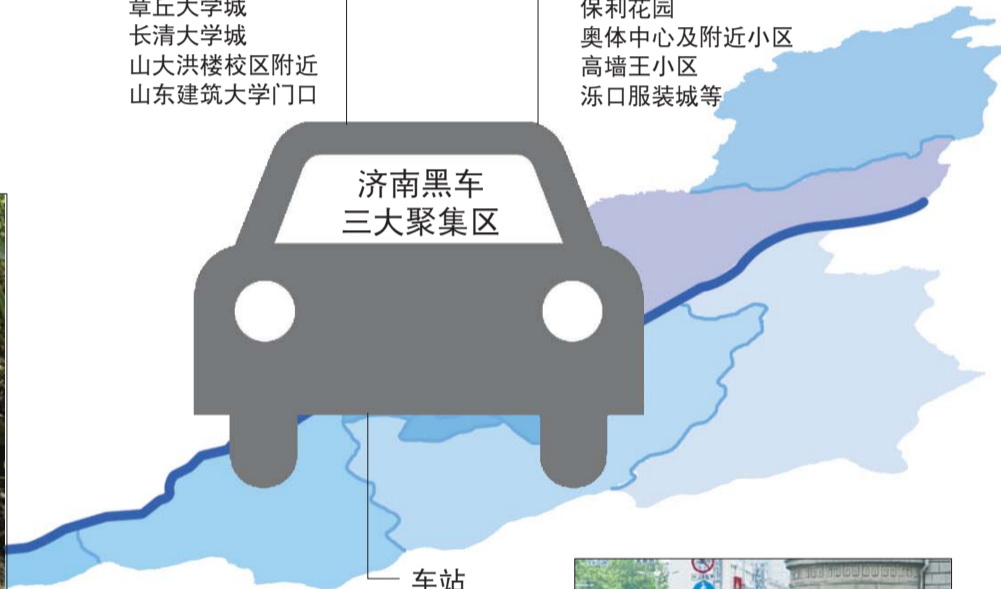 章丘大学城
长清大学城
山大洪楼校区附近
山东建筑大学门口
保利花园
奥体中心及附近小区
高墙王小区
泺口服装城等
济南黑车
三大聚集区
车站